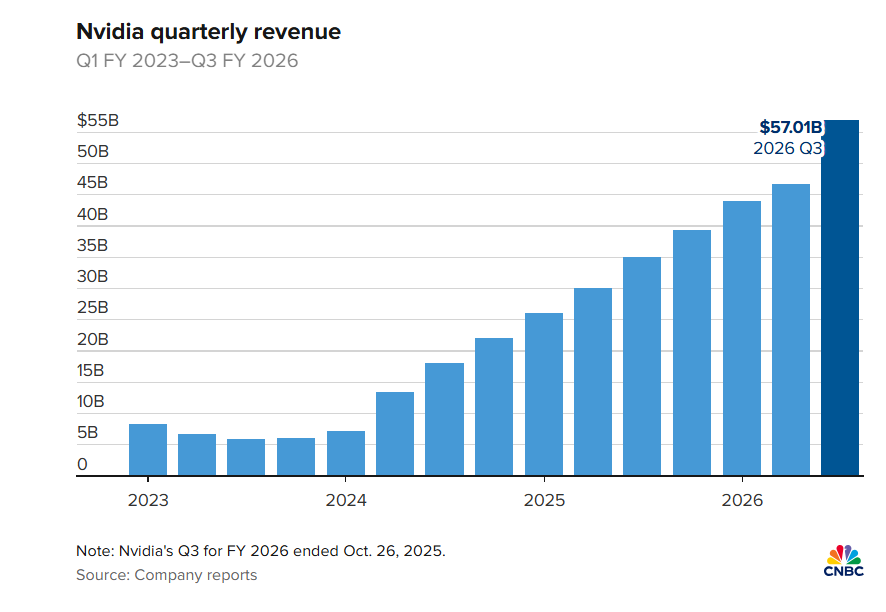 Nvidia quarterly revenue
Q1 FY 2023–Q3 FY 2026
$55B
50B
45B
40B
35B
30B
25B
20B
15B
10B
5B
0
$57.01B
2026 Q3
2023
2024
2025
2026
Note: Nvidia's Q3 for FY 2026 ended Oct. 26, 2025.
Source: Company reports
CNBC